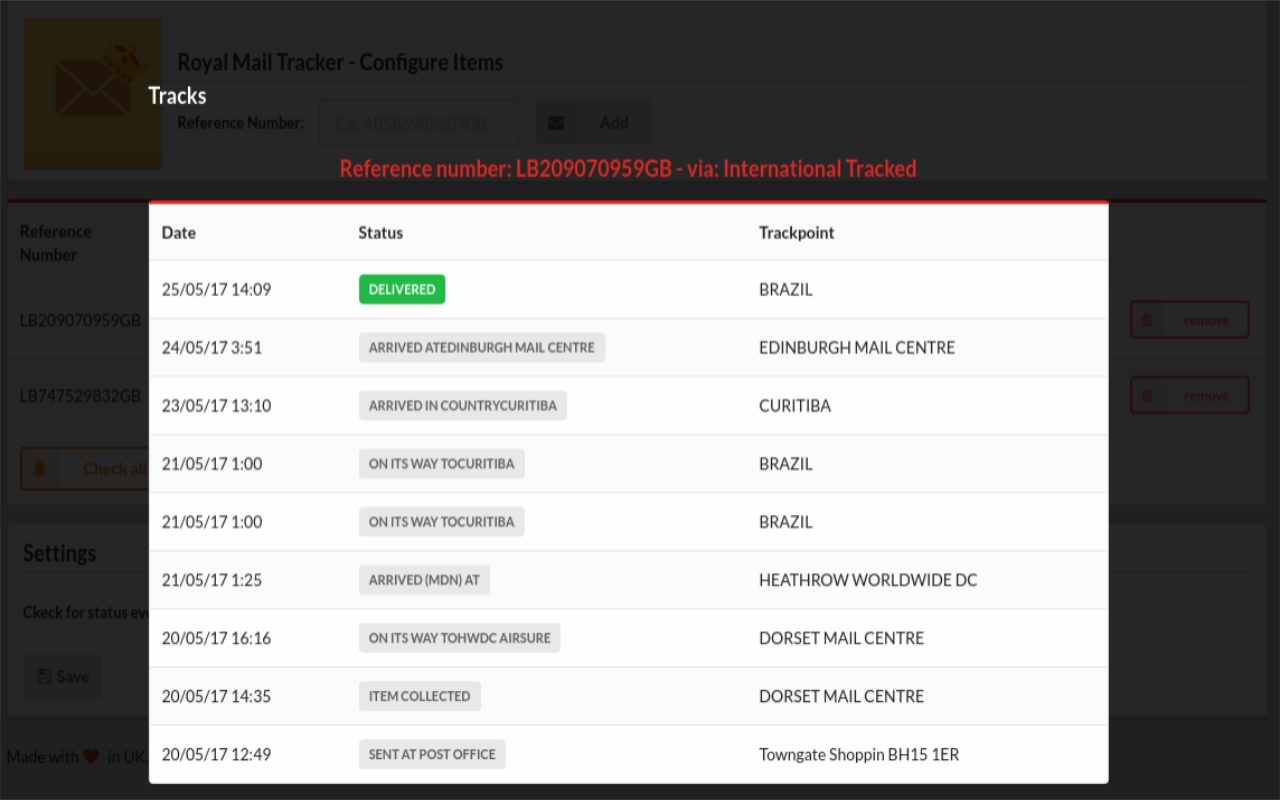 Royal Mail Tracker - Configure Items
Tracks
Reference Number: E.g. AB586985609GB Add
Reference number: LB209070959GB - via: International Tracked
Reference
Number
Date Status Trackpoint
25/05/17 14:09 DELIVERED BRAZIL
LB209070959GB remove
24/05/17 3:51 ARRIVED ATEDINBURGH MAIL CENTRE EDINBURGH MAIL CENTRE
LB747529832GB remove
23/05/17 13:10 ARRIVED IN COUNTRYCURITIBA CURITIBA
Check all
21/05/17 1:00 ON ITS WAY TOCURITIBA BRAZIL
21/05/17 1:00 ON ITS WAY TOCURITIBA BRAZIL
Settings
21/05/17 1:25 ARRIVED (MDN) AT HEATHROW WORLDWIDE DC
Ckeck for status eve
20/05/17 16:16 ON ITS WAY TOHWDC AIRSURE DORSET MAIL CENTRE
Save
20/05/17 14:35 ITEM COLLECTED DORSET MAIL CENTRE
Made with in UK.
20/05/17 12:49 SENT AT POST OFFICE Towngate Shoppin BH15 1ER